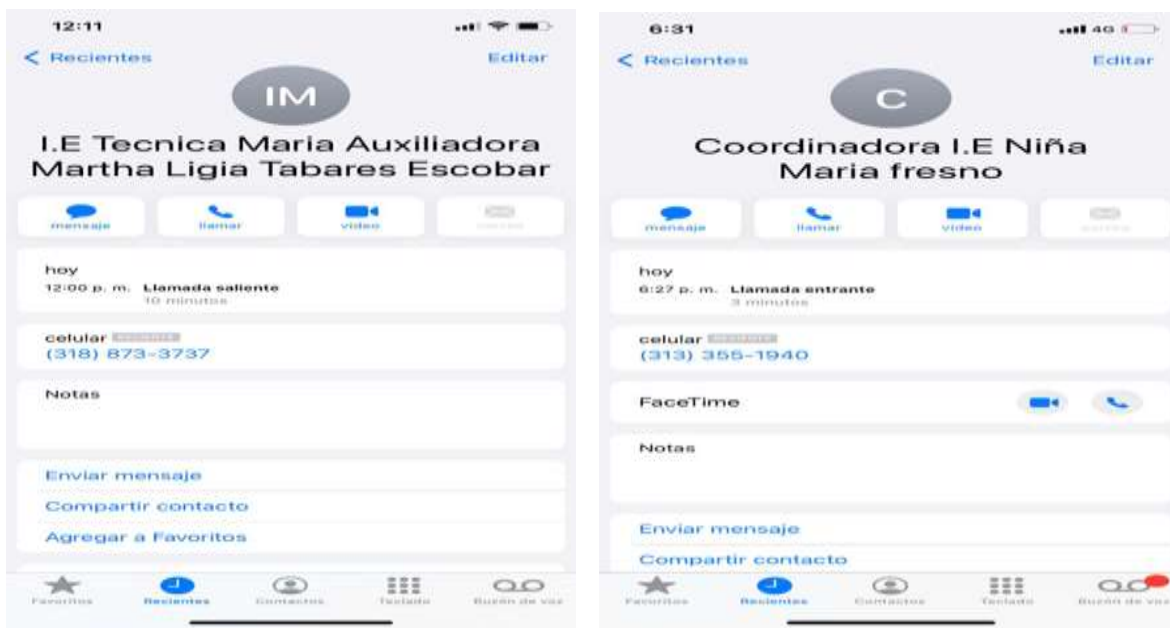 12:11
< Recientes
Editar
IM
I.E Tecnica Maria Auxiliadora
Martha Ligia Tabares Escobar
mensaje
llamar
video
correo
hoy
12:00 p. m. Llamada saliente
10 minutos
celular RECIENTE
(318) 873-3737
Notas
Enviar mensaje
Compartir contacto
Agregar a Favoritos
Favoritos
Recientes
Contactos
Teclado
Buzón de voz
6:31
4G
< Recientes
Editar
C
Coordinadora I.E Niña
Maria fresno
mensaje
llamar
video
correo
hoy
6:27 p. m. Llamada entrante
3 minutos
celular RECIENTE
(313) 355-1940
FaceTime
Notas
Enviar mensaje
Compartir contacto
Favoritos
Recientes
Contactos
Teclado
Buzón de voz